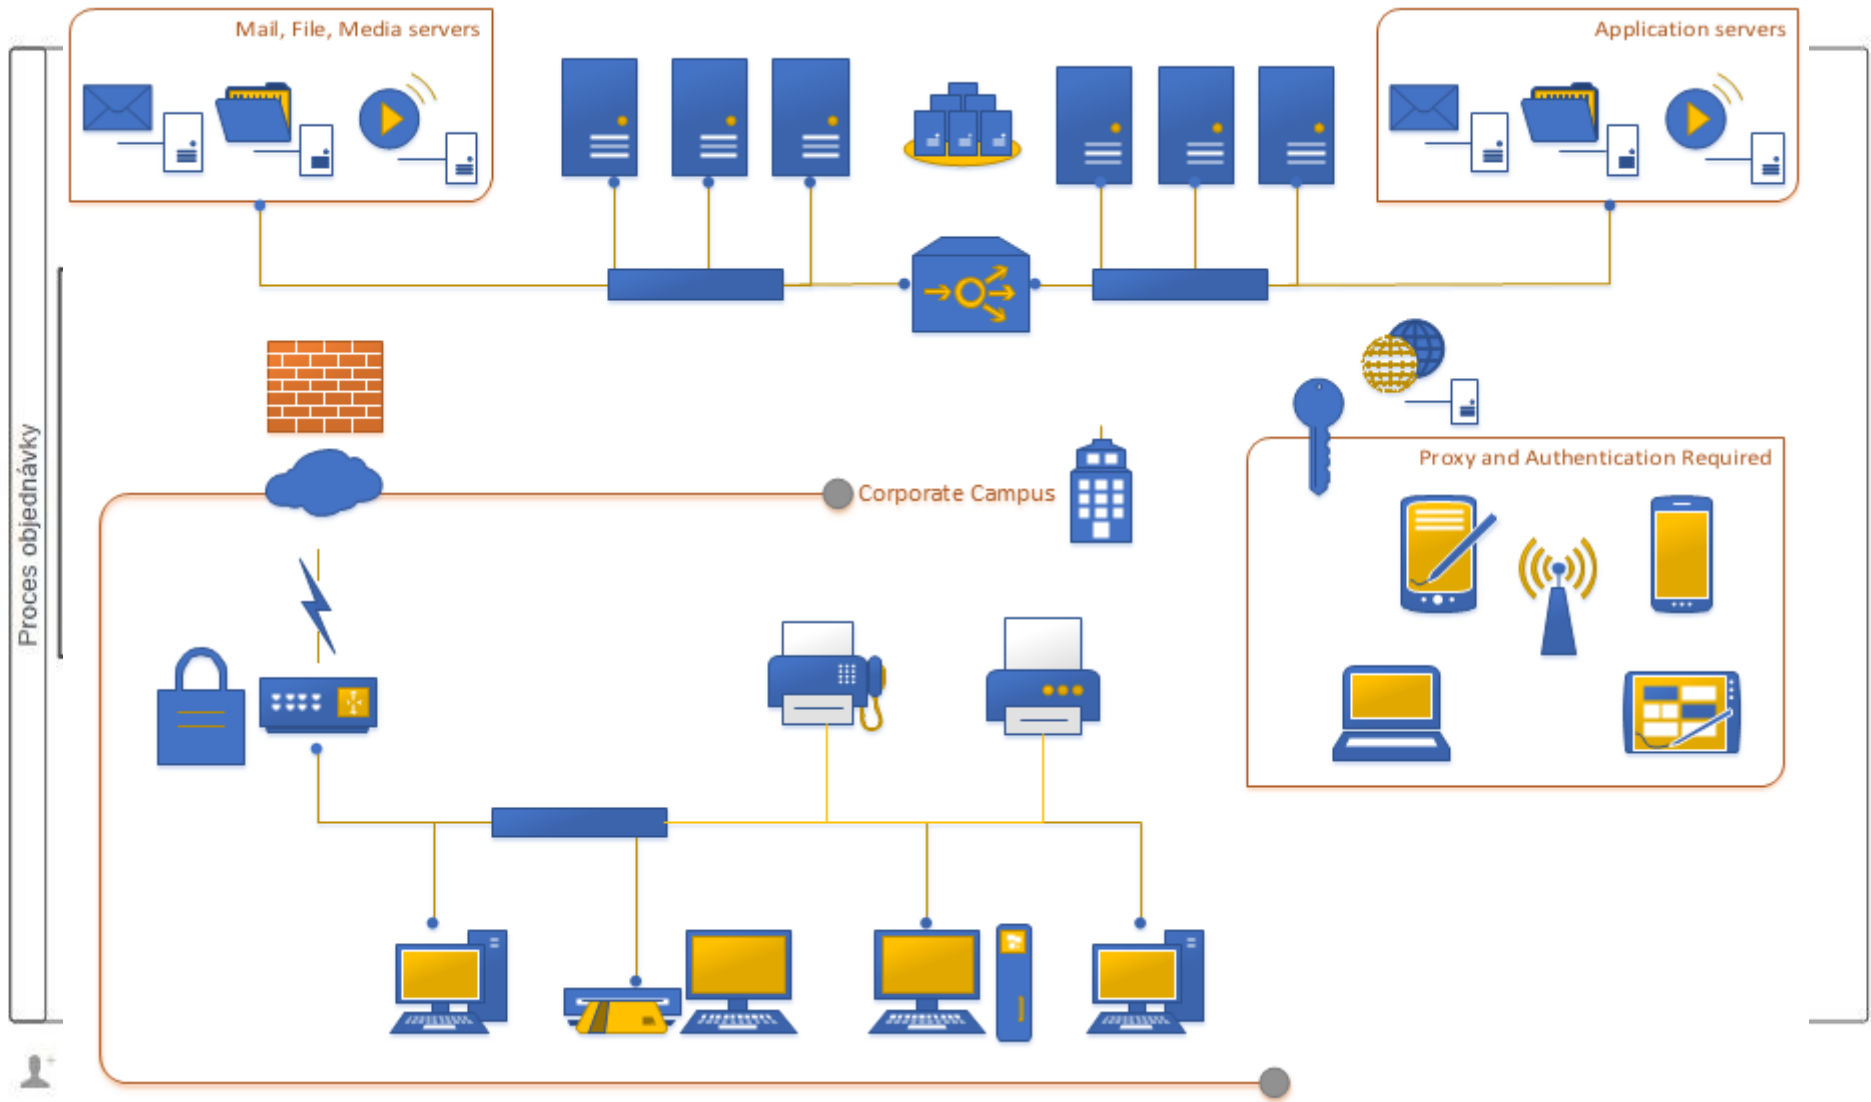 Mail, File, Media servers
Application servers
Proces objednávky
Corporate Campus
Proxy and Authentication Required